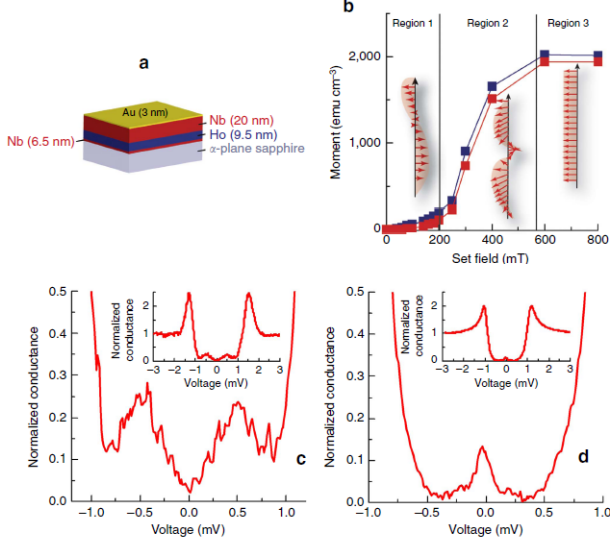 a
Au (3 nm)
Nb (20 nm)
Ho (9.5 nm)
Nb (6.5 nm)
α-plane sapphire
b
Region 1 Region 2 Region 3
Moment (emu cm⁻³)
2,000
1,000
0
0 200 400 600 800
Set field (mT)
Normalized conductance
0.5
0.4
0.3
0.2
0.1
0.0
−1.0 −0.5 0.0 0.5 1.0
Voltage (mV)
c
Normalized
conductance
2
1
0
−3 −2 −1 0 1 2 3
Voltage (mV)
Normalized conductance
0.5
0.4
0.3
0.2
0.1
0.0
−1.0 −0.5 0.0 0.5 1.0
Voltage (mV)
d
Normalized
conductance
2
1
0
−3 −2 −1 0 1 2 3
Voltage (mV)